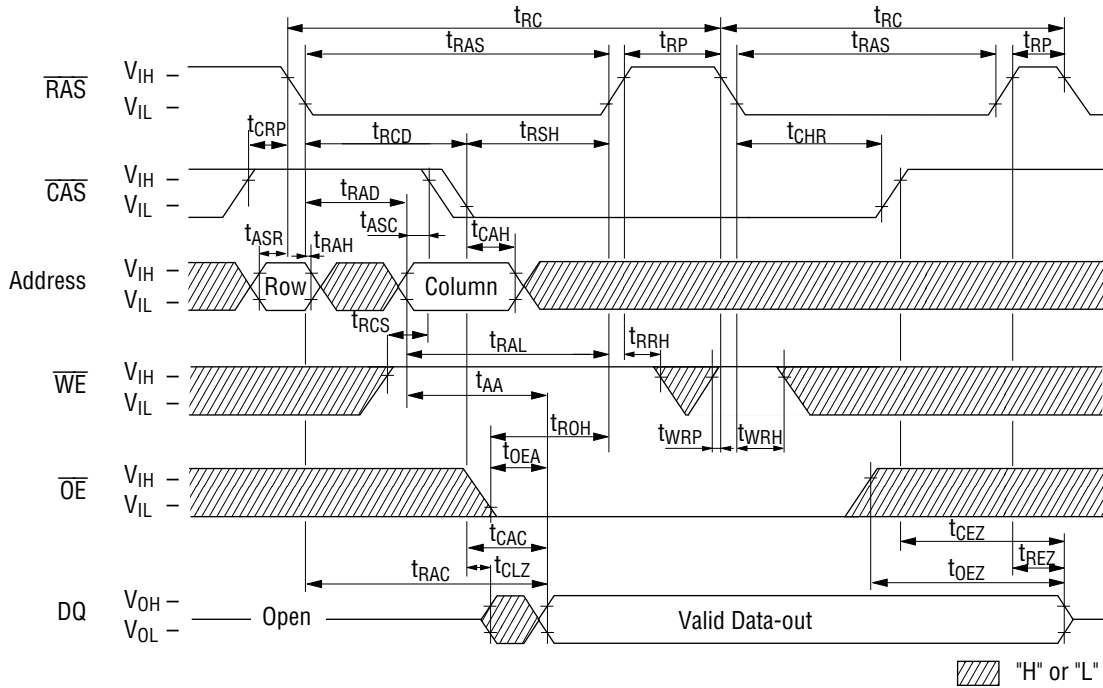 tRC tRC
tRAS tRP tRAS tRP
RAS VIH
VIL
tCRP tRCD tRSH tCHR
CAS VIH
VIL
tRAD
tASC
tASR tRAH tCAH
Address VIH
VIL
Row Column
tRCS tRAL tRRH
WE VIH
VIL
tAA
tROH tWRP tWRH
tOEA
OE VIH
VIL
tCAC tCEZ
tRAC tCLZ tREZ
tOEZ
DQ VOH
VOL
Open Valid Data-out
"H" or "L"